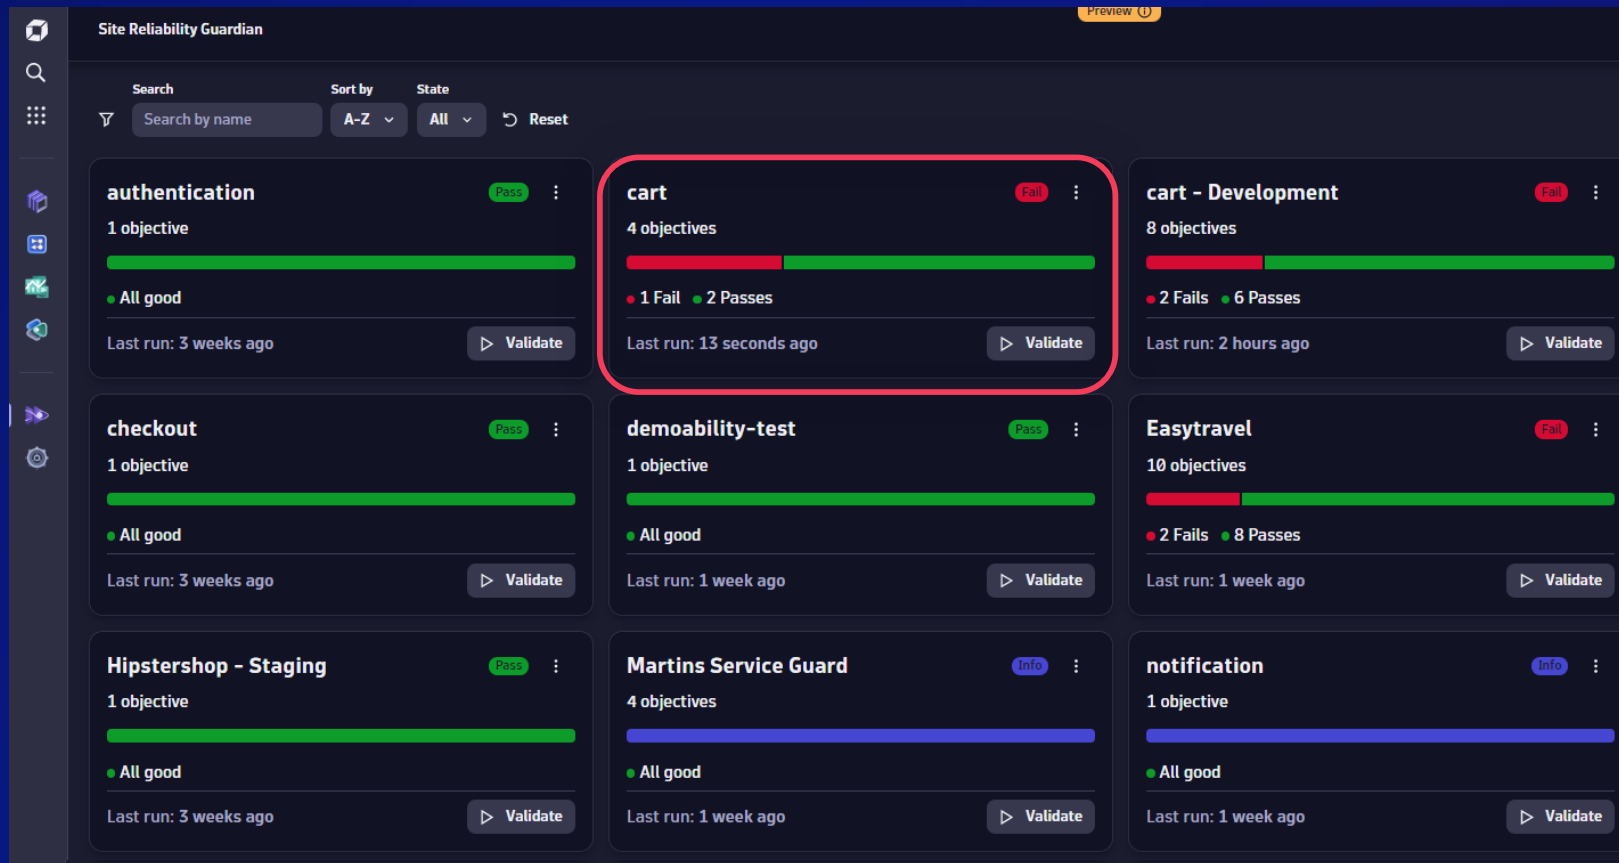 Preview
Site Reliability Guardian
Search
Sort by
State
Search by name
A-Z
All
Reset
authentication
Pass
1 objective
All good
Last run: 3 weeks ago
Validate
cart
Fail
4 objectives
1 Fail
2 Passes
Last run: 13 seconds ago
Validate
cart - Development
Fail
8 objectives
2 Fails
6 Passes
Last run: 2 hours ago
Validate
checkout
Pass
1 objective
All good
Last run: 3 weeks ago
Validate
demoability-test
Pass
1 objective
All good
Last run: 1 week ago
Validate
Easytravel
Fail
10 objectives
2 Fails
8 Passes
Last run: 1 week ago
Validate
Hipstershop - Staging
Pass
1 objective
All good
Last run: 3 weeks ago
Validate
Martins Service Guard
Info
4 objectives
All good
Last run: 1 week ago
Validate
notification
Info
1 objective
All good
Last run: 1 week ago
Validate